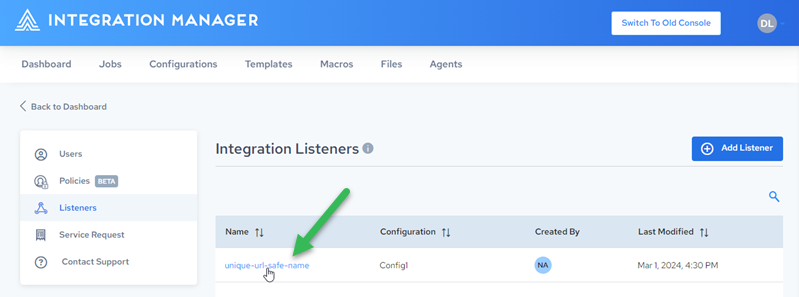 INTEGRATION MANAGER
Switch To Old Console
DL
Dashboard Jobs Configurations Templates Macros Files Agents
Back to Dashboard
Users
Policies BETA
Listeners
Service Request
Contact Support
Integration Listeners i
Add Listener
Name Configuration Created By Last Modified
unique-url-safe-name Config1 NA Mar 1, 2024, 4:30 PM